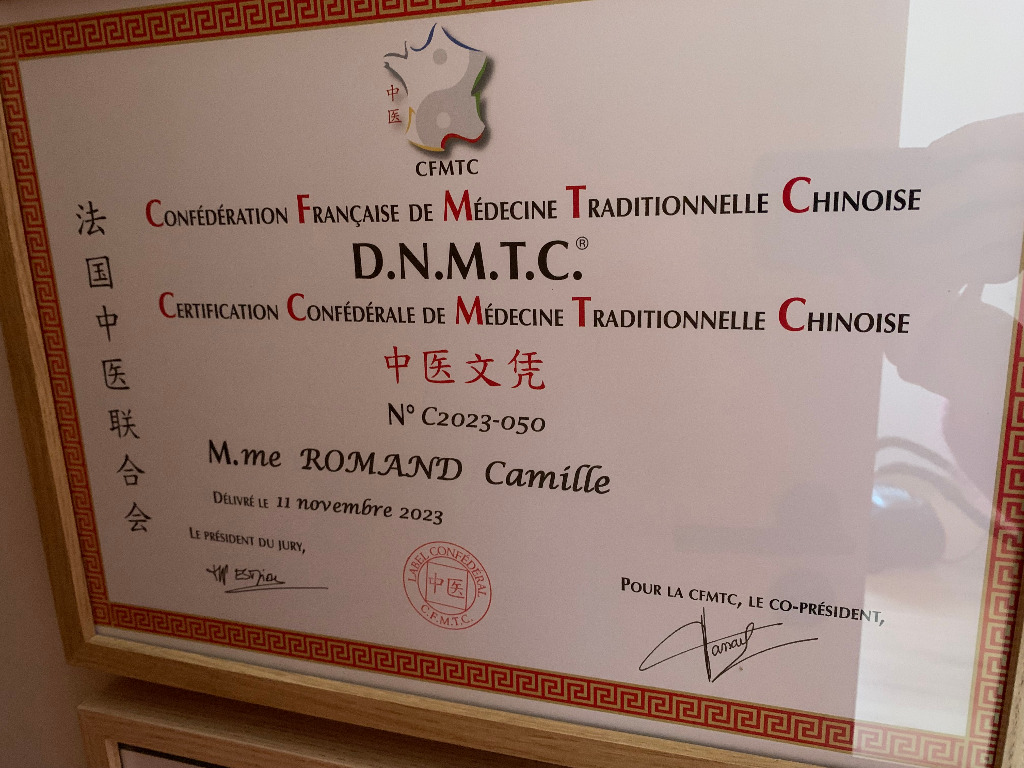 中
医
CFMTC
CONFÉDÉRATION FRANÇAISE DE MÉDECINE TRADITIONNELLE CHINOISE
D.N.M.T.C.®
CERTIFICATION CONFÉDÉRALE DE MÉDECINE TRADITIONNELLE CHINOISE
中医文凭
N° C2023-050
M.me ROMAND Camille
DÉLIVRÉ LE 11 novembre 2023
LE PRÉSIDENT DU JURY,
LABEL CONFÉDÉRAL
中医
C.F.M.T.C.
POUR LA CFMTC, LE CO-PRÉSIDENT,
法国中医联合会